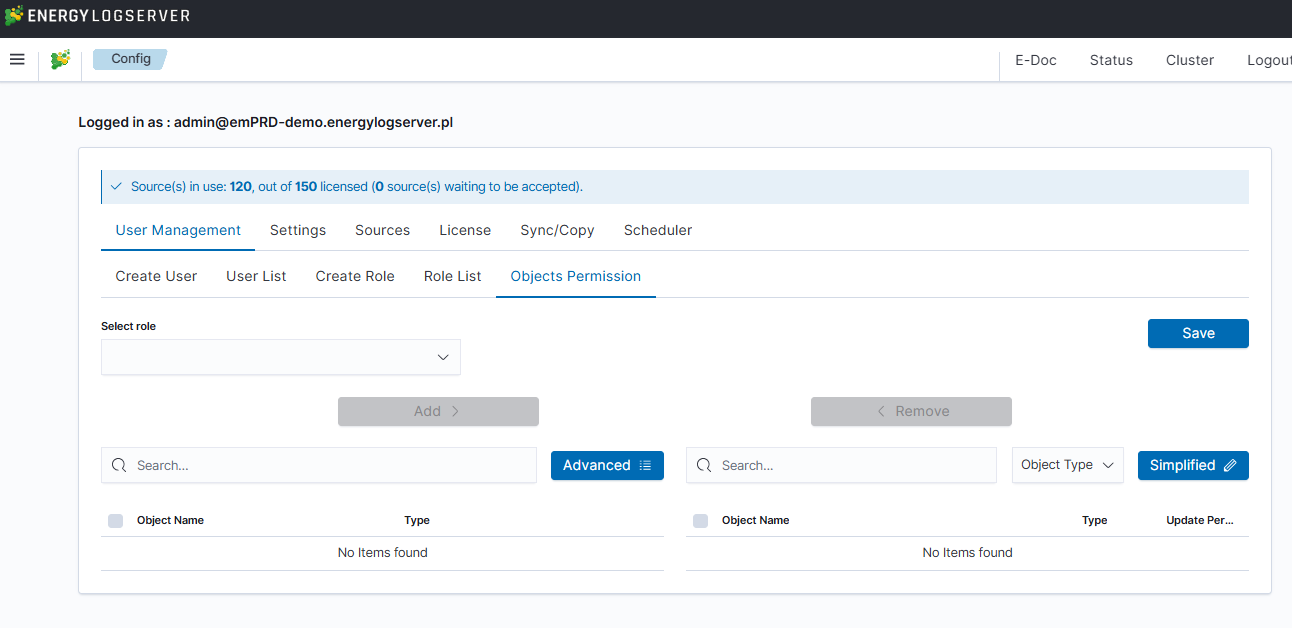 ENERGYLOGSERVER
Config
E-Doc Status Cluster Logout
Logged in as : admin@emPRD-demo.energylogserver.pl
Source(s) in use: 120, out of 150 licensed (0 source(s) waiting to be accepted).
User Management Settings Sources License Sync/Copy Scheduler
Create User User List Create Role Role List Objects Permission
Select role
Save
Add Remove
Search... Advanced Search... Object Type Simplified
Object Name Type Object Name Type Update Per...
No Items found No Items found